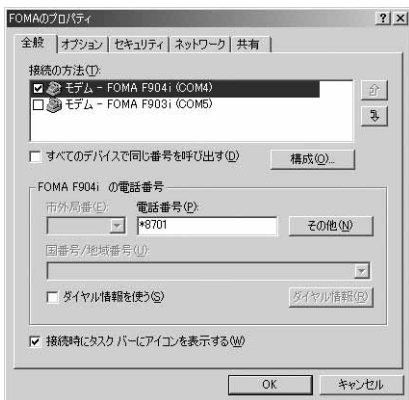 FOMAのプロパティ
全般 オプション セキュリティ ネットワーク 共有
接続の方法(T):
モデム - FOMA F904i (COM4)
モデム - FOMA F903i (COM5)
すべてのデバイスで同じ番号を呼び出す(D) 構成(O)...
FOMA F904i の電話番号
市外局番(E): 電話番号(P):
*8701 その他(N)
国番号/地域番号(U):
ダイヤル情報を使う(S) ダイヤル情報(R)
接続時にタスク バーにアイコンを表示する(W)
OK キャンセル